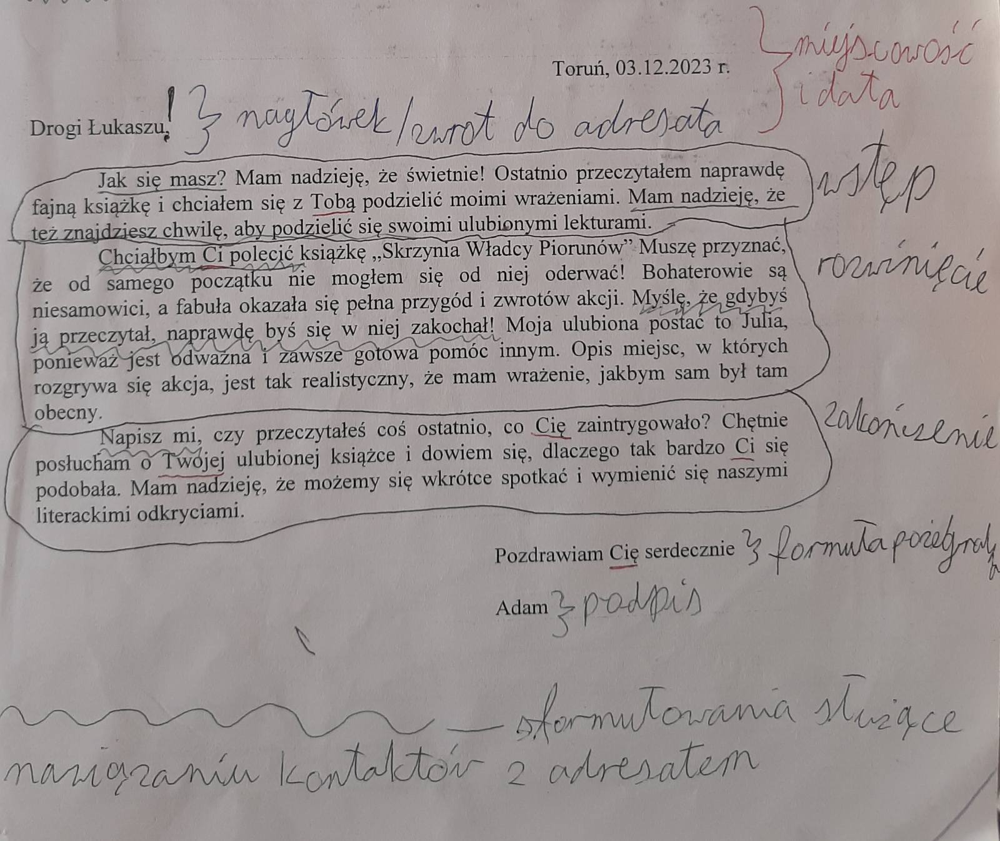 miejscowość
Toruń, 03.12.2023 r.
i data
Drogi Łukaszu,! nagłówek/zwrot do adresata
Jak się masz? Mam nadzieję, że świetnie! Ostatnio przeczytałem naprawdę
wstęp
fajną książkę i chciałem się z Tobą podzielić moimi wrażeniami. Mam nadzieję, że
też znajdziesz chwilę, aby podzielić się swoimi ulubionymi lekturami.
Chciałbym Ci polecić książkę „Skrzynia Władcy Piorunów” Muszę przyznać,
rozwinięcie
że od samego początku nie mogłem się od niej oderwać! Bohaterowie są
niesamowici, a fabuła okazała się pełna przygód i zwrotów akcji. Myślę, że gdybyś
ją przeczytał, naprawdę byś się w niej zakochał! Moja ulubiona postać to Julia,
ponieważ jest odważna i zawsze gotowa pomóc innym. Opis miejsc, w których
rozgrywa się akcja, jest tak realistyczny, że mam wrażenie, jakbym sam był tam
obecny.
Napisz mi, czy przeczytałeś coś ostatnio, co Cię zaintrygowało? Chętnie
zakończenie
posłucham o Twojej ulubionej książce i dowiem się, dlaczego tak bardzo Ci się
podobała. Mam nadzieję, że możemy się wkrótce spotkać i wymienić się naszymi
literackimi odkryciami.
Pozdrawiam Cię serdecznie formuła pożegnalna
Adam podpis
— sformułowania służące
nawiązaniu kontaktów z adresatem